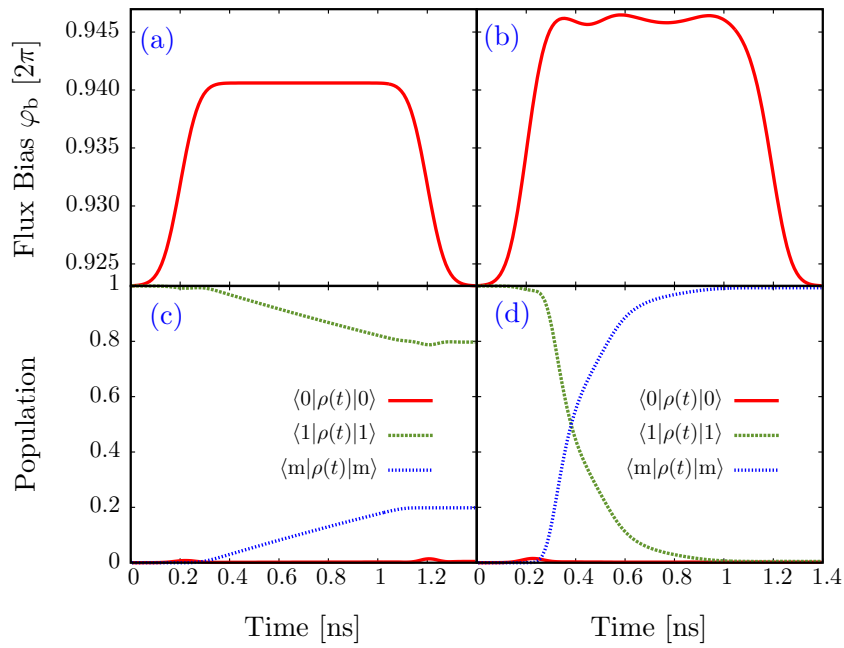 Flux Bias φb [2π]
0.945
0.940
0.935
0.930
0.925
(a)
(b)
Population
1
0.8
0.6
0.4
0.2
0
(c)
⟨0|ρ(t)|0⟩
⟨1|ρ(t)|1⟩
⟨m|ρ(t)|m⟩
(d)
⟨0|ρ(t)|0⟩
⟨1|ρ(t)|1⟩
⟨m|ρ(t)|m⟩
0 0.2 0.4 0.6 0.8 1 1.2
0 0.2 0.4 0.6 0.8 1 1.2 1.4
Time [ns]
Time [ns]